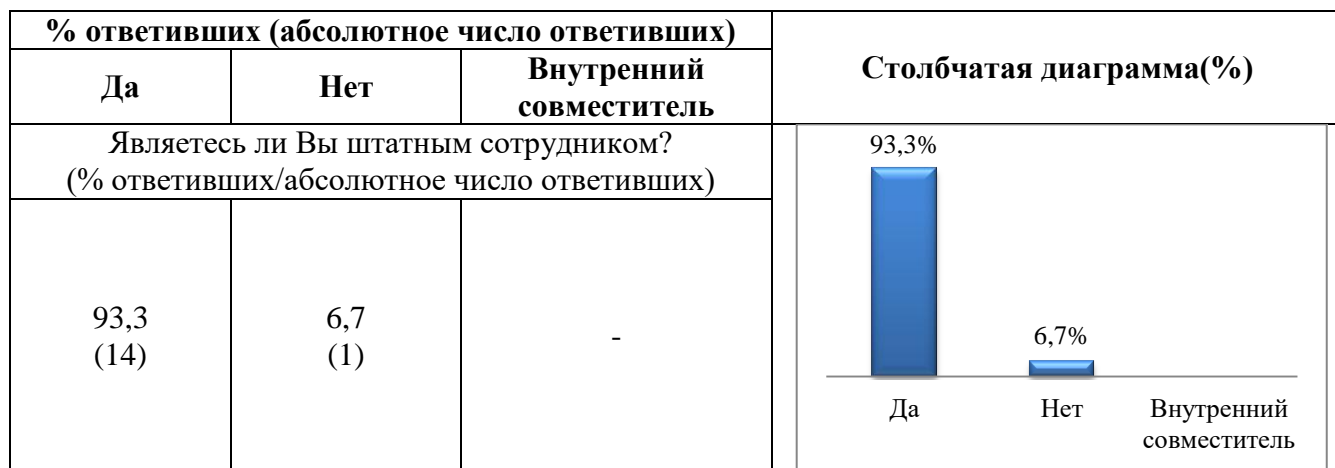 % ответивших (абсолютное число ответивших)
Столбчатая диаграмма(%)
Да
Нет
Внутренний
совместитель
Являетесь ли Вы штатным сотрудником?
(% ответивших/абсолютное число ответивших)
93,3
(14)
6,7
(1)
-
93,3%
6,7%
Да
Нет
Внутренний
совместитель